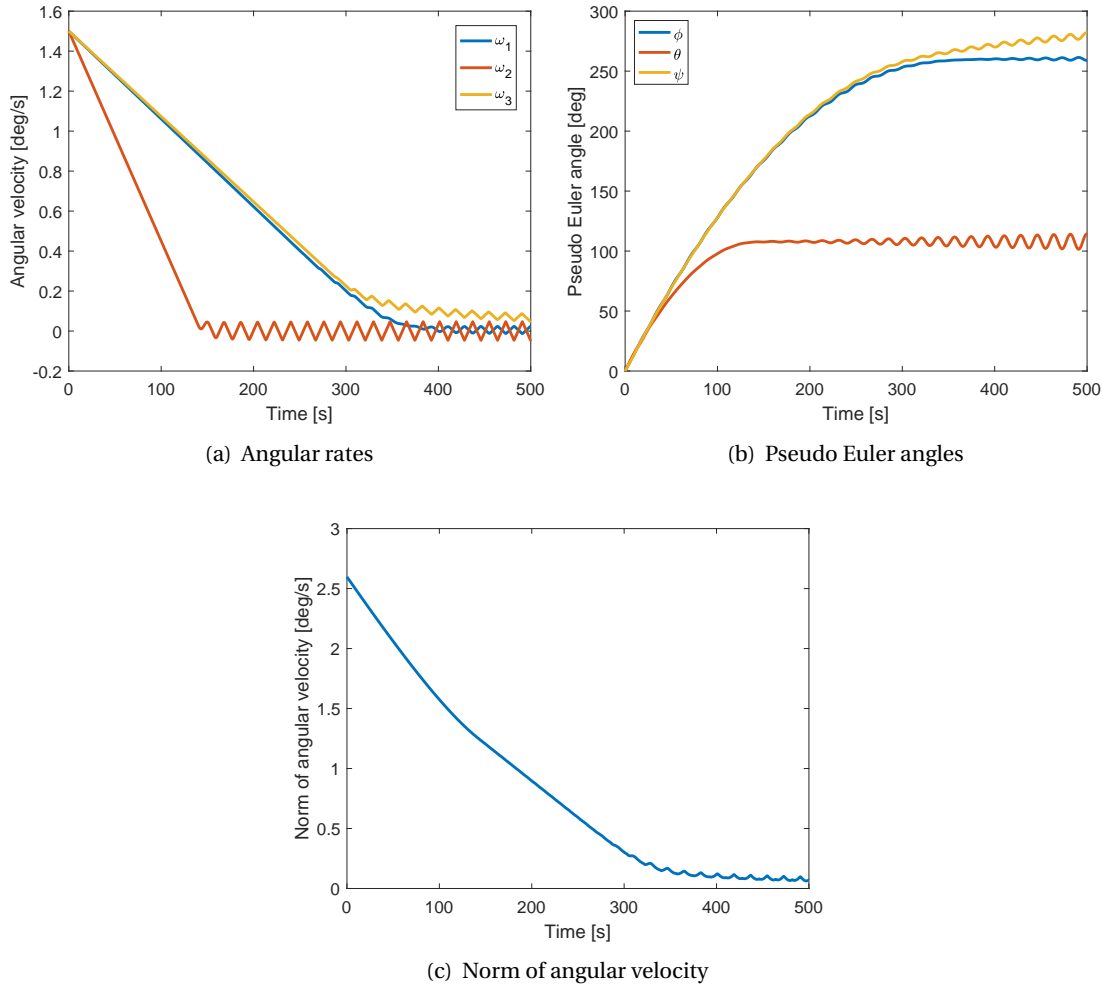 1.6
1.4
1.2
1
0.8
0.6
0.4
0.2
0
-0.2
Angular velocity [deg/s]
ω1
ω2
ω3
0 100 200 300 400 500
Time [s]
(a) Angular rates
300
250
200
150
100
50
0
Pseudo Euler angle [deg]
ϕ
θ
ψ
0 100 200 300 400 500
Time [s]
(b) Pseudo Euler angles
3
2.5
2
1.5
1
0.5
0
Norm of angular velocity [deg/s]
0 100 200 300 400 500
Time [s]
(c) Norm of angular velocity